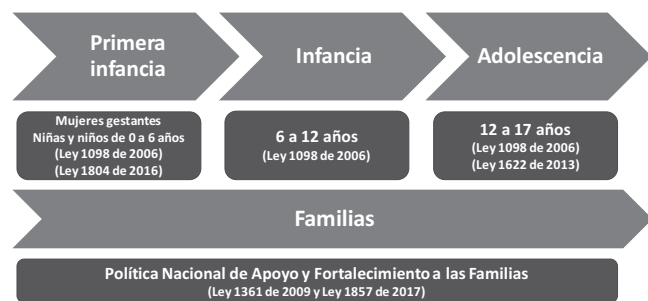 Primera
infancia
Infancia
Adolescencia
Mujeres gestantes
Niñas y niños de 0 a 6 años
(Ley 1098 de 2006)
(Ley 1804 de 2016)
6 a 12 años
(Ley 1098 de 2006)
12 a 17 años
(Ley 1098 de 2006)
(Ley 1622 de 2013)
Familias
Política Nacional de Apoyo y Fortalecimiento a las Familias
(Ley 1361 de 2009 y Ley 1857 de 2017)